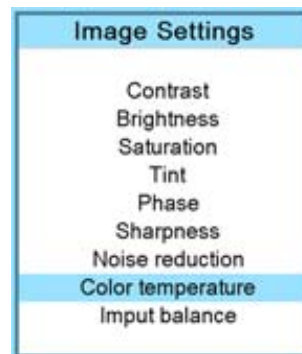 Image Settings
Contrast
Brightness
Saturation
Tint
Phase
Sharpness
Noise reduction
Color temperature
Imput balance